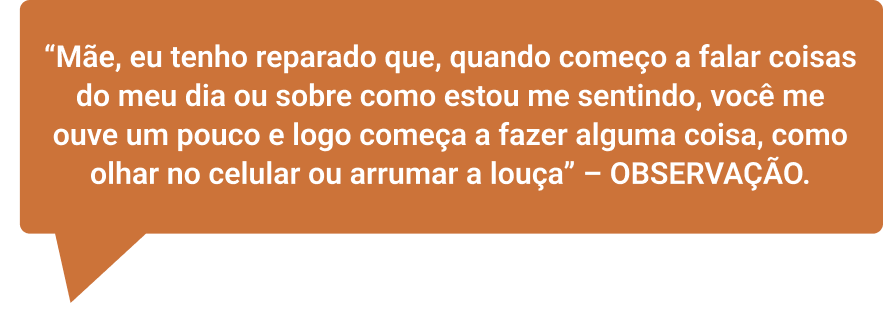 “Mãe, eu tenho reparado que, quando começo a falar coisas
do meu dia ou sobre como estou me sentindo, você me
ouve um pouco e logo começa a fazer alguma coisa, como
olhar no celular ou arrumar a louça” – OBSERVAÇÃO.